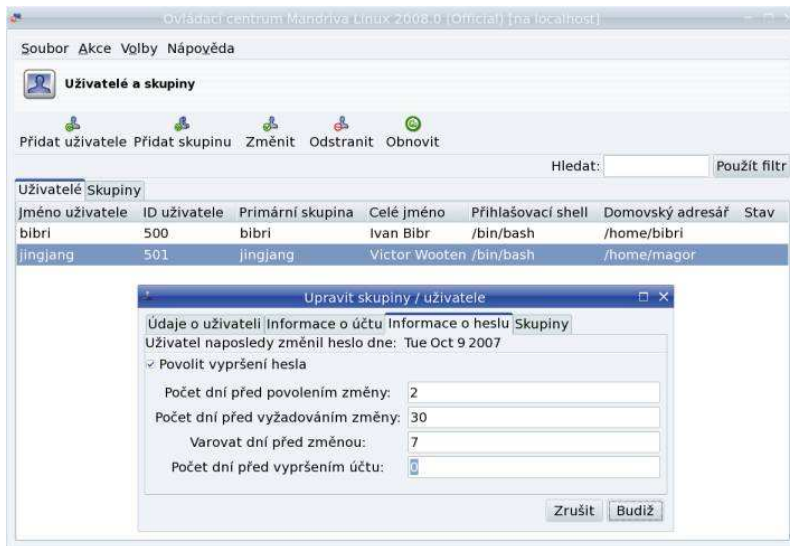 Ovládací centrum Mandriva Linux 2008.0 (Official) [na localhost]
Soubor Akce Volby Nápověda
Uživatelé a skupiny
Přidat uživatele Přidat skupinu Změnit Odstranit Obnovit
Hledat: Použít filtr
Uživatelé Skupiny
Jméno uživatele ID uživatele Primární skupina Celé jméno Přihlašovací shell Domovský adresář Stav
bibri 500 bibri Ivan Bibr /bin/bash /home/bibri
jingjang 501 jingjang Victor Wooten /bin/bash /home/magor
Upravit skupiny / uživatele
Údaje o uživateli Informace o účtu Informace o heslu Skupiny
Uživatel naposledy změnil heslo dne: Tue Oct 9 2007
Povolit vypršení hesla
Počet dní před povolením změny: 2
Počet dní před vyžadováním změny: 30
Varovat dní před změnou: 7
Počet dní před vypršením účtu: 0
Zrušit Budiž